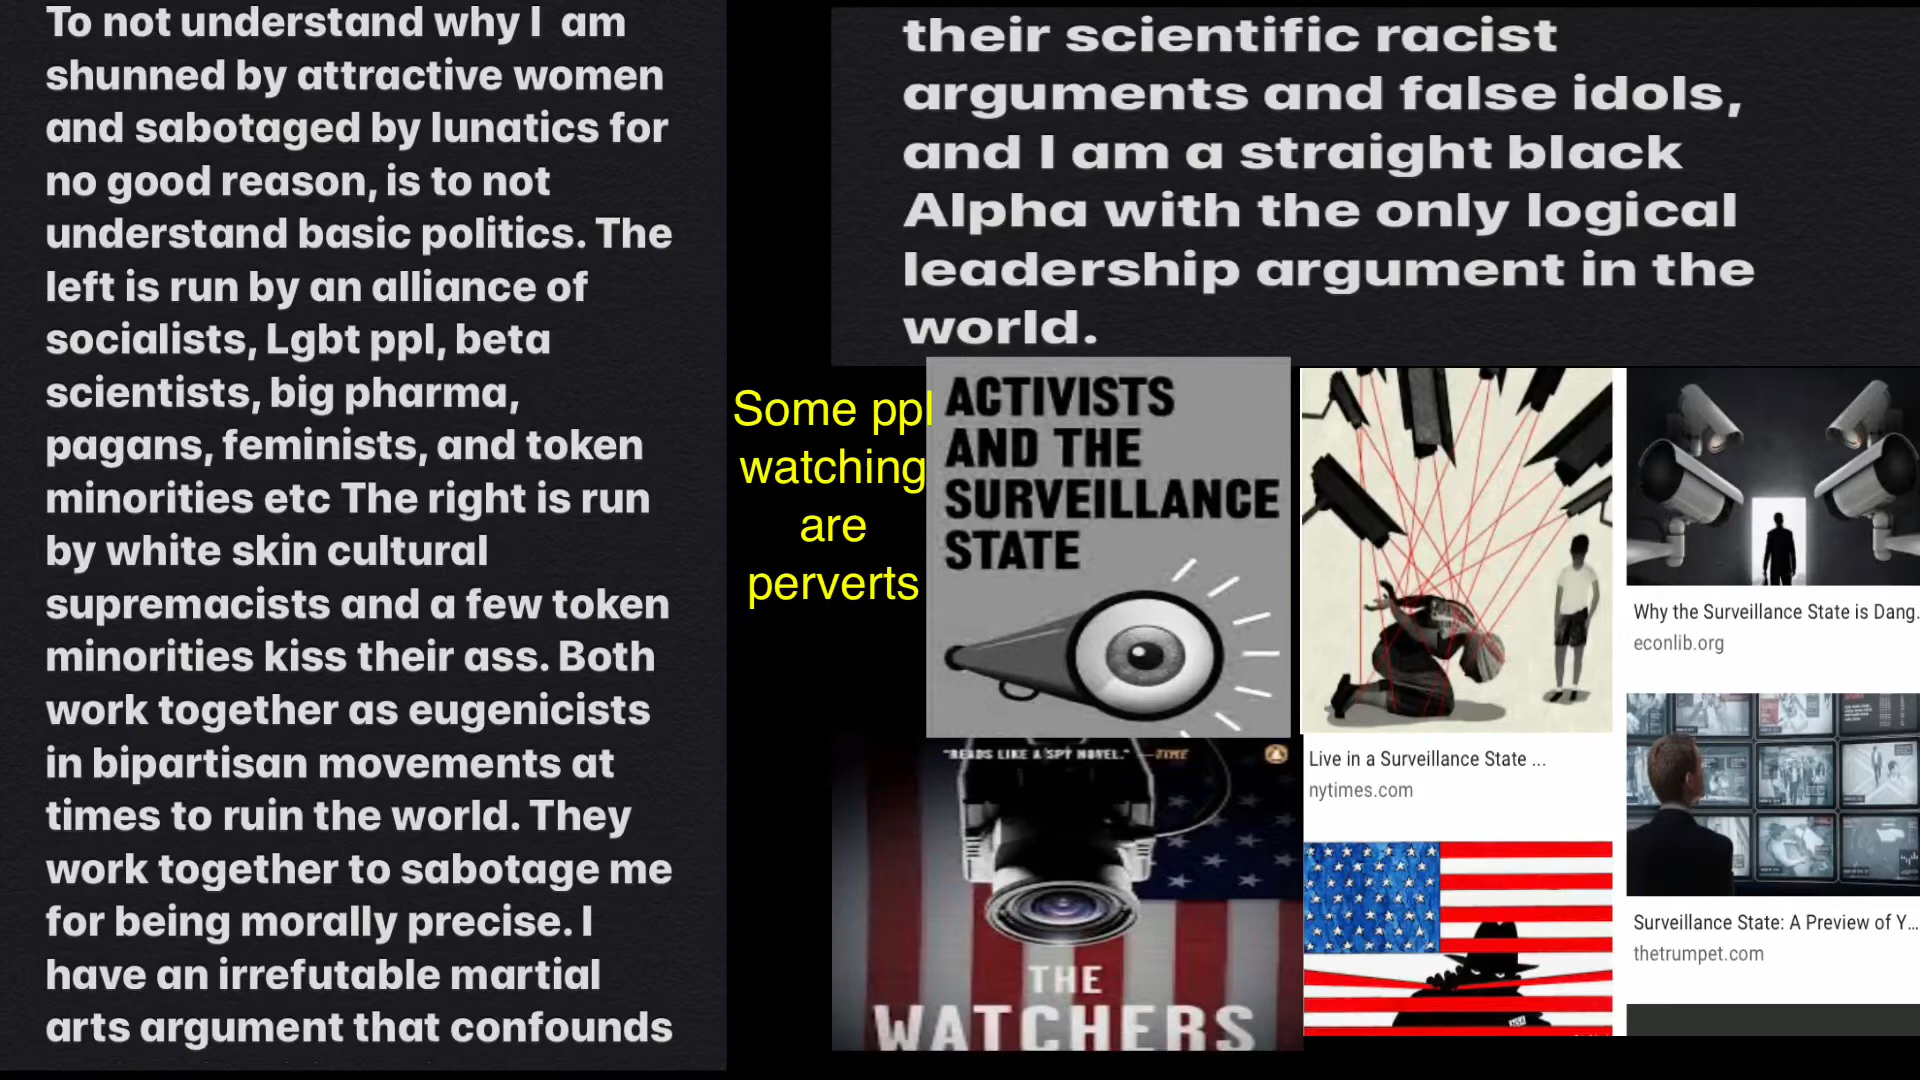 To not understand why I am
shunned by attractive women
and sabotaged by lunatics for
no good reason, is to not
understand basic politics. The
left is run by an alliance of
socialists, Lgbt ppl, beta
scientists, big pharma,
pagans, feminists, and token
minorities etc The right is run
by white skin cultural
supremacists and a few token
minorities kiss their ass. Both
work together as eugenicists
in bipartisan movements at
times to ruin the world. They
work together to sabotage me
for being morally precise. I
have an irrefutable martial
arts argument that confounds
their scientific racist
arguments and false idols,
and I am a straight black
Alpha with the only logical
leadership argument in the
world.
Some ppl
watching
are
perverts
ACTIVISTS
AND THE
SURVEILLANCE
STATE
"READS LIKE A SPY NOVEL." —TIME
THE
WATCHERS
Live in a Surveillance State ...
nytimes.com
NSA
Why the Surveillance State is Dang...
econlib.org
Surveillance State: A Preview of Y...
thetrumpet.com